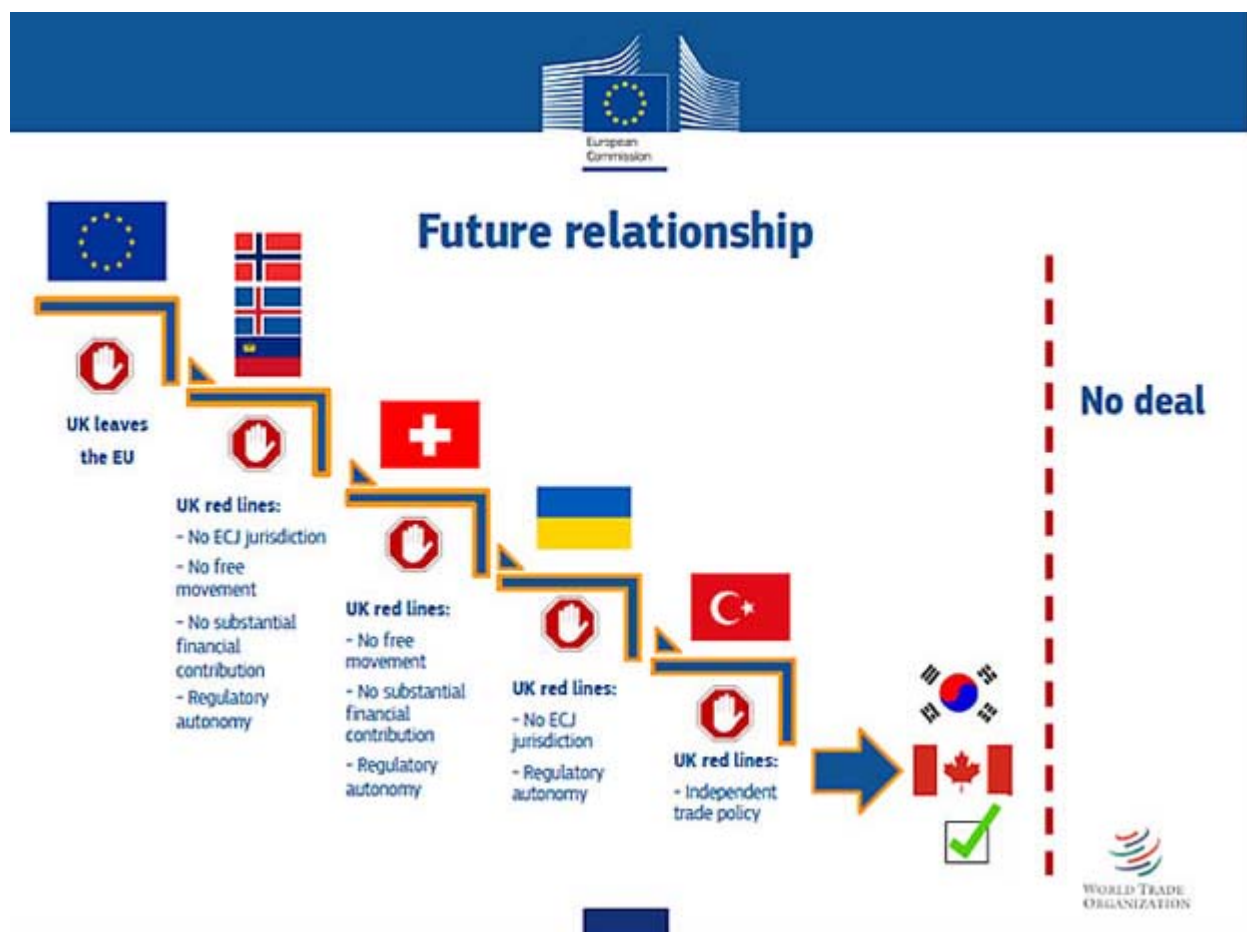 European
Commission
Future relationship
UK leaves
the EU
UK red lines:
- No ECJ jurisdiction
- No free
movement
- No substantial
financial
contribution
- Regulatory
autonomy
UK red lines:
- No free
movement
- No substantial
financial
contribution
- Regulatory
autonomy
UK red lines:
- No ECJ
jurisdiction
- Regulatory
autonomy
UK red lines:
- Independent
trade policy
No deal
WORLD TRADE
ORGANIZATION